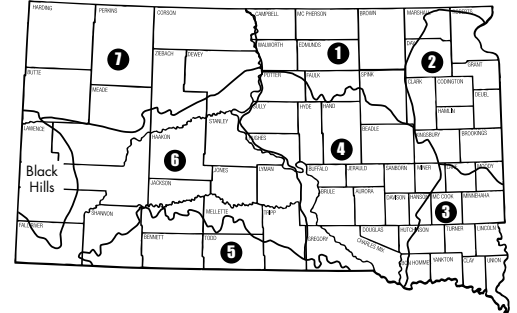 HARDING
PERKINS
CORSON
CAMPBELL
MC PHERSON
BROWN
MARSHALL
ROBERTS
WALWORTH
EDMUNDS
DAY
7
ZIEBACH
DEWEY
1
2
GRANT
BUTTE
POTTER
FAULK
SPINK
CLARK
CODINGTON
DEUEL
MEADE
HAMLIN
SULLY
HYDE
HAND
STANLEY
BEADLE
LAWRENCE
HAAKON
HUGHES
4
KINGSBURY
BROOKINGS
Black
Hills
6
JONES
LYMAN
BUFFALO
JERAULD
SANBORN
MINER
LAKE
MOODY
JACKSON
BRULE
AURORA
DAVISON
HANSON
MC COOK
MINNEHAHA
SHANNON
MELLETTE
TRIPP
3
FALL RIVER
BENNETT
TODD
GREGORY
CHARLES MIX
DOUGLAS
HUTCHINSON
TURNER
LINCOLN
5
BON HOMME
YANKTON
CLAY
UNION